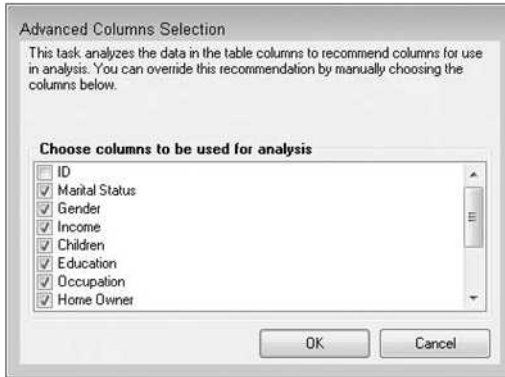 Advanced Columns Selection
This task analyzes the data in the table columns to recommend columns for use
in analysis. You can override this recommendation by manually choosing the
columns below.
Choose columns to be used for analysis
ID
Marital Status
Gender
Income
Children
Education
Occupation
Home Owner
OK Cancel